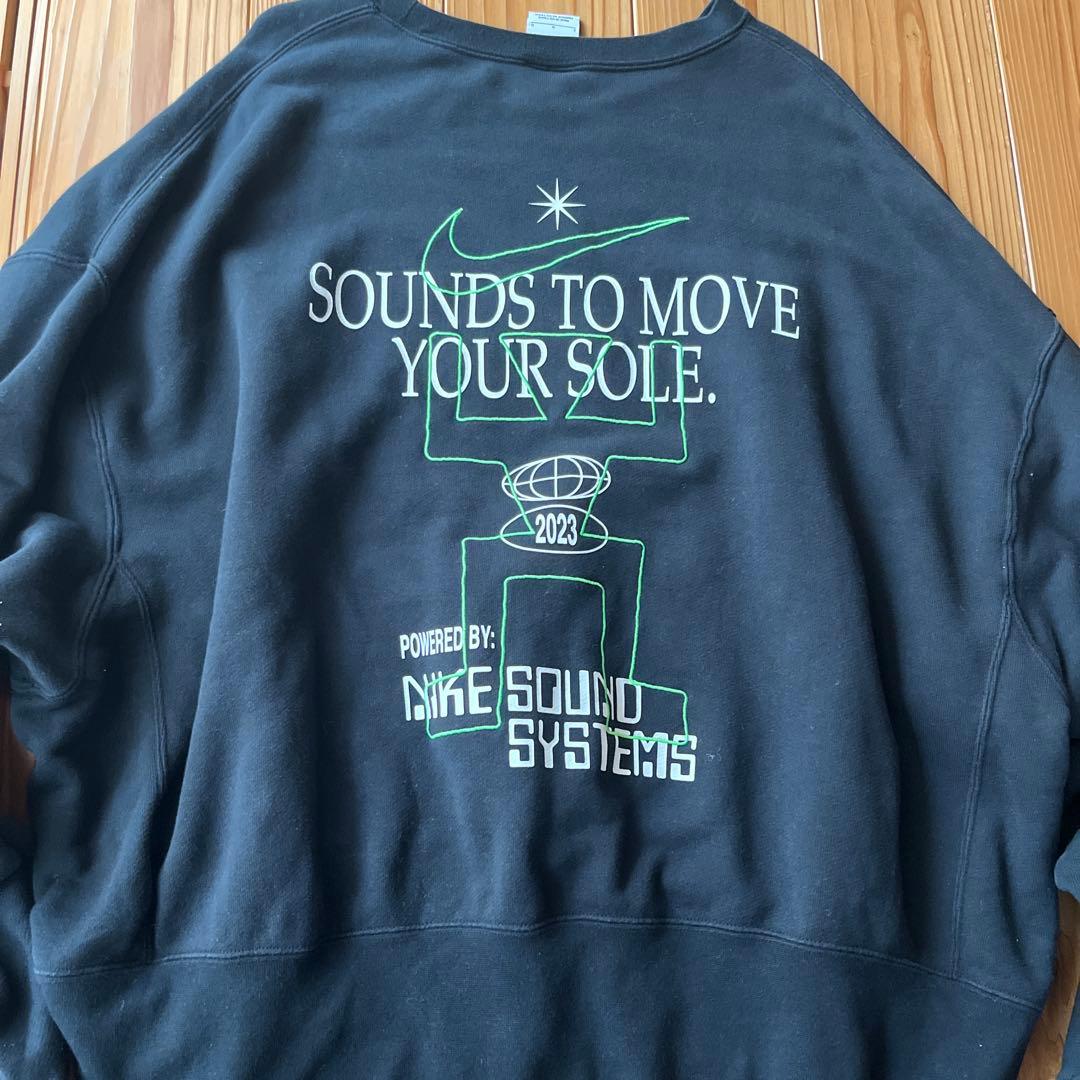 SOUNDS TO MOVE
YOUR SOLE.
2023
POWERED BY:
NIKE SOUND
SYSTEMS